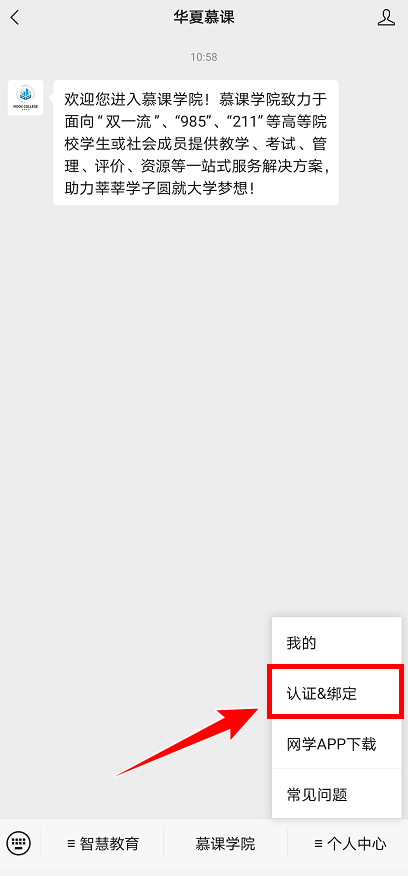 华夏慕课
10:58
MOOC COLLEGE
欢迎您进入慕课学院！慕课学院致力于
面向“双一流”、“985”、“211”等高等院
校学生或社会成员提供教学、考试、管
理、评价、资源等一站式服务解决方案，
助力莘莘学子圆就大学梦想！
我的
认证&绑定
网学APP下载
常见问题
≡ 智慧教育
慕课学院
≡ 个人中心